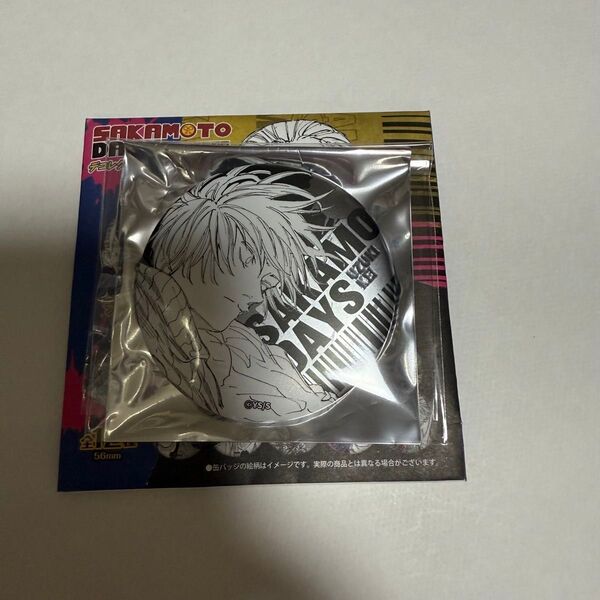 SAKAMOTO
DA
SAKAMO
DAYS
UZUKI
KEI
©YS/S
56mm
●缶バッジの絵柄はイメージです。実際の商品とは異なる場合がございます。